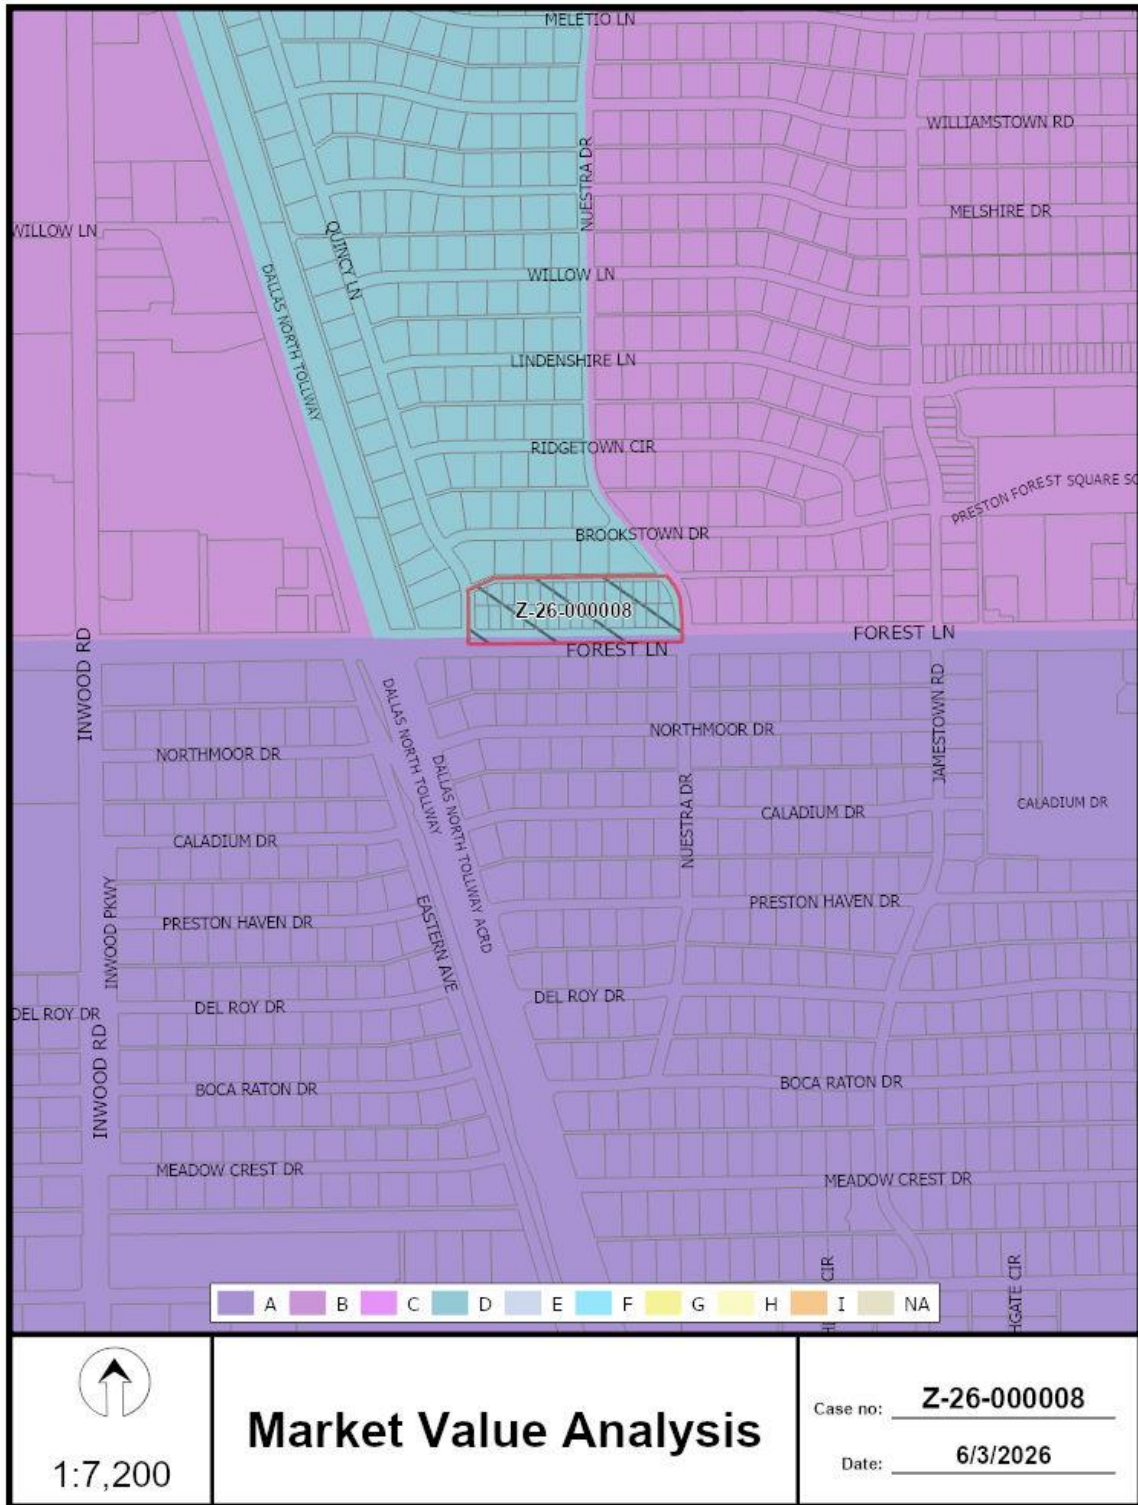 MELETIO LN
WILLIAMSTOWN RD
NUESTRA DR
MELSHIRE DR
WILLOW LN
QUINCY LN
WILLOW LN
DALLAS NORTH TOLLWAY
LINDENSHIRE LN
RIDGETOWN CIR
PRESTON FOREST SQUARE
BROOKSTOWN DR
Z-26-000008
FOREST LN
FOREST LN
INWOOD RD
DALLAS NORTH TOLLWAY
DALLAS NORTH TOLLWAY ACRD
NORTHMOOR DR
NORTHMOOR DR
JAMESTOWN RD
NUESTRA DR
CALADIUM DR
CALADIUM DR
CALADIUM DR
INWOOD PKWY
PRESTON HAVEN DR
EASTERN AVE
PRESTON HAVEN DR
DEL ROY DR
DEL ROY DR
DEL ROY DR
INWOOD RD
BOCA RATON DR
BOCA RATON DR
MEADOW CREST DR
MEADOW CREST DR
CIR
HGATE CIR
A B C D E F G H I NA
1:7,200
Market Value Analysis
Case no: Z-26-000008
Date: 6/3/2026